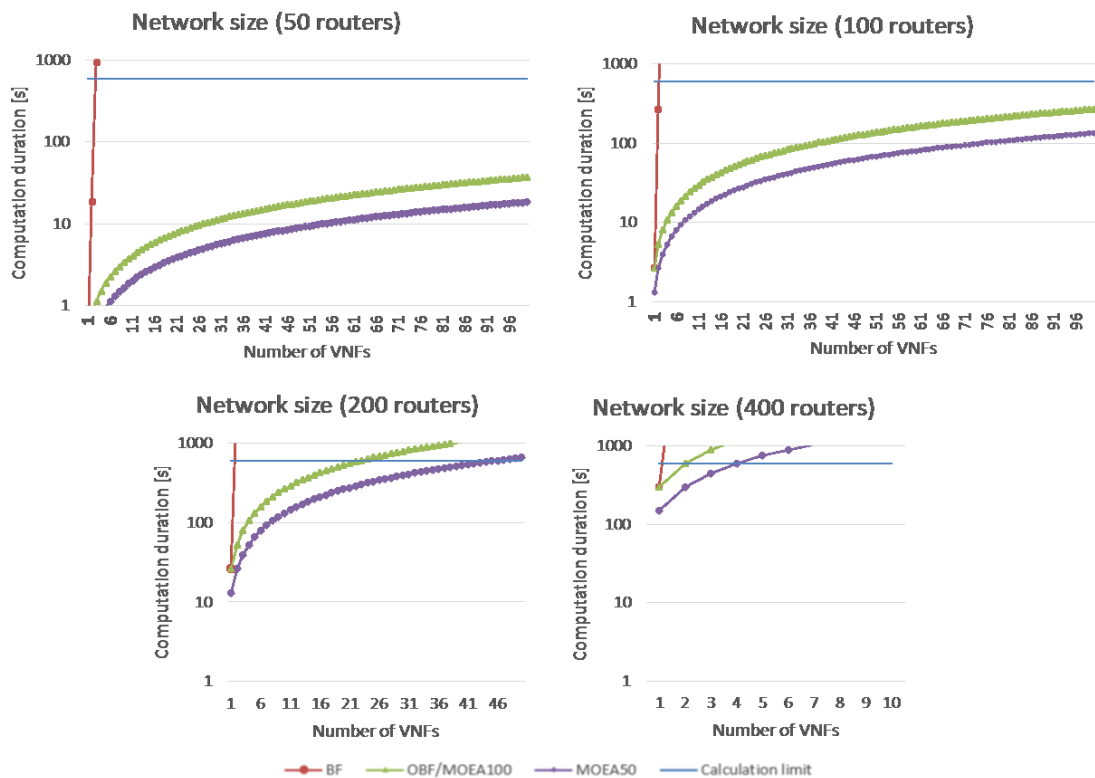 Network size (50 routers)
Computation duration [s]
1000
100
10
1
1 6 11 16 21 26 31 36 41 46 51 56 61 66 71 76 81 86 91 96
Number of VNFs
Network size (100 routers)
Computation duration [s]
1000
100
10
1
1 6 11 16 21 26 31 36 41 46 51 56 61 66 71 76 81 86 91 96
Number of VNFs
Network size (200 routers)
Computation duration [s]
1000
100
10
1
1 6 11 16 21 26 31 36 41 46
Number of VNFs
Network size (400 routers)
Computation duration [s]
1000
100
10
1
1 2 3 4 5 6 7 8 9 10
Number of VNFs
BF OBF/MOEA100 MOEA50 Calculation limit